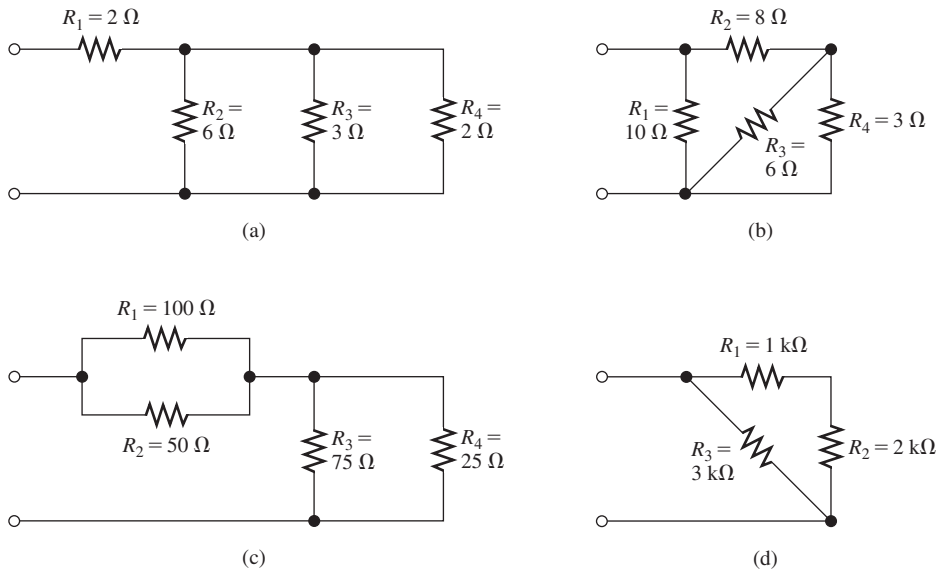 R1 = 2 Ω
R2 =
6 Ω
R3 =
3 Ω
R4 =
2 Ω
(a)
R2 = 8 Ω
R1 =
10 Ω
R3 =
6 Ω
R4 = 3 Ω
(b)
R1 = 100 Ω
R2 = 50 Ω
R3 =
75 Ω
R4 =
25 Ω
(c)
R1 = 1 kΩ
R3 =
3 kΩ
R2 = 2 kΩ
(d)